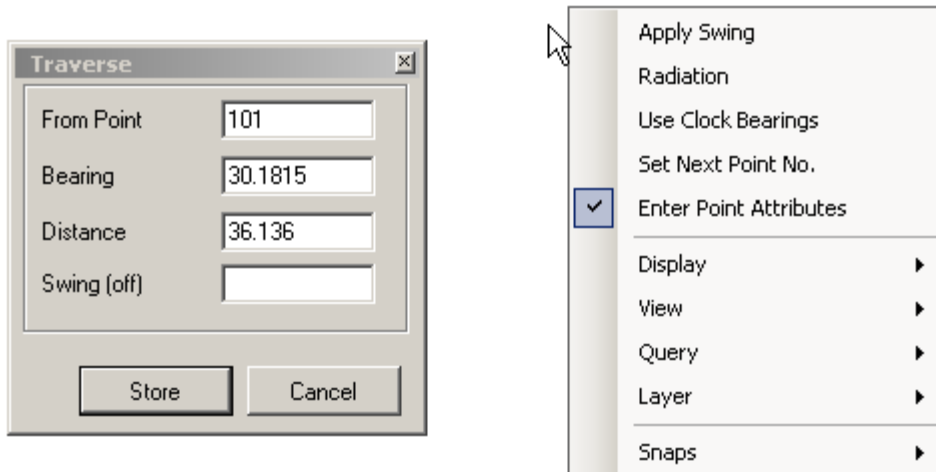 Traverse
From Point 101
Bearing 30.1815
Distance 36.136
Swing (off)
Store Cancel
Apply Swing
Radiation
Use Clock Bearings
Set Next Point No.
Enter Point Attributes
Display
View
Query
Layer
Snaps